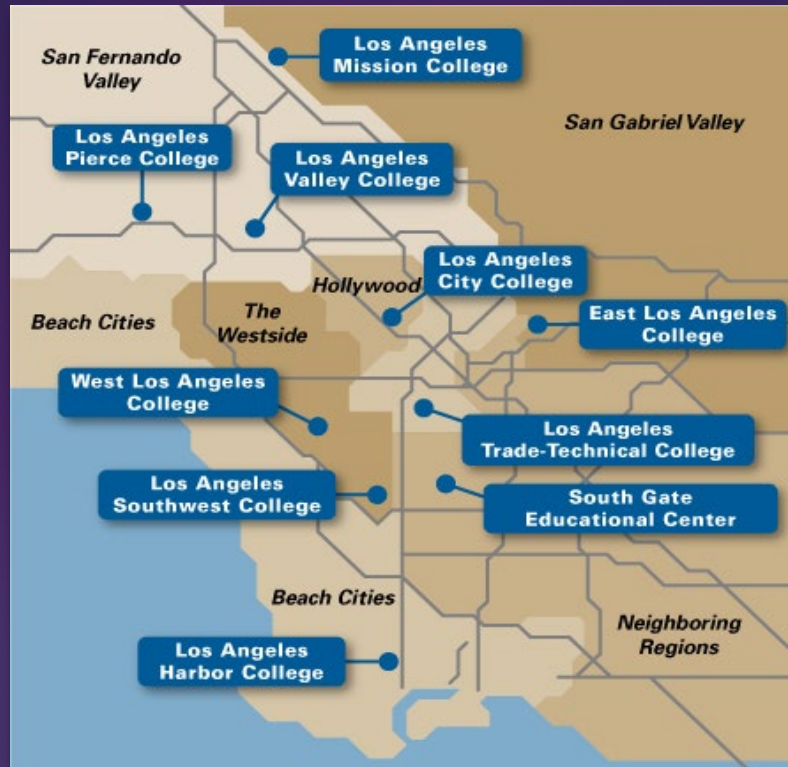 San Fernando
Valley
Los Angeles
Mission College
San Gabriel Valley
Los Angeles
Pierce College
Los Angeles
Valley College
Hollywood
Los Angeles
City College
Beach Cities
The
Westside
East Los Angeles
College
West Los Angeles
College
Los Angeles
Trade-Technical College
Los Angeles
Southwest College
South Gate
Educational Center
Beach Cities
Neighboring
Regions
Los Angeles
Harbor College